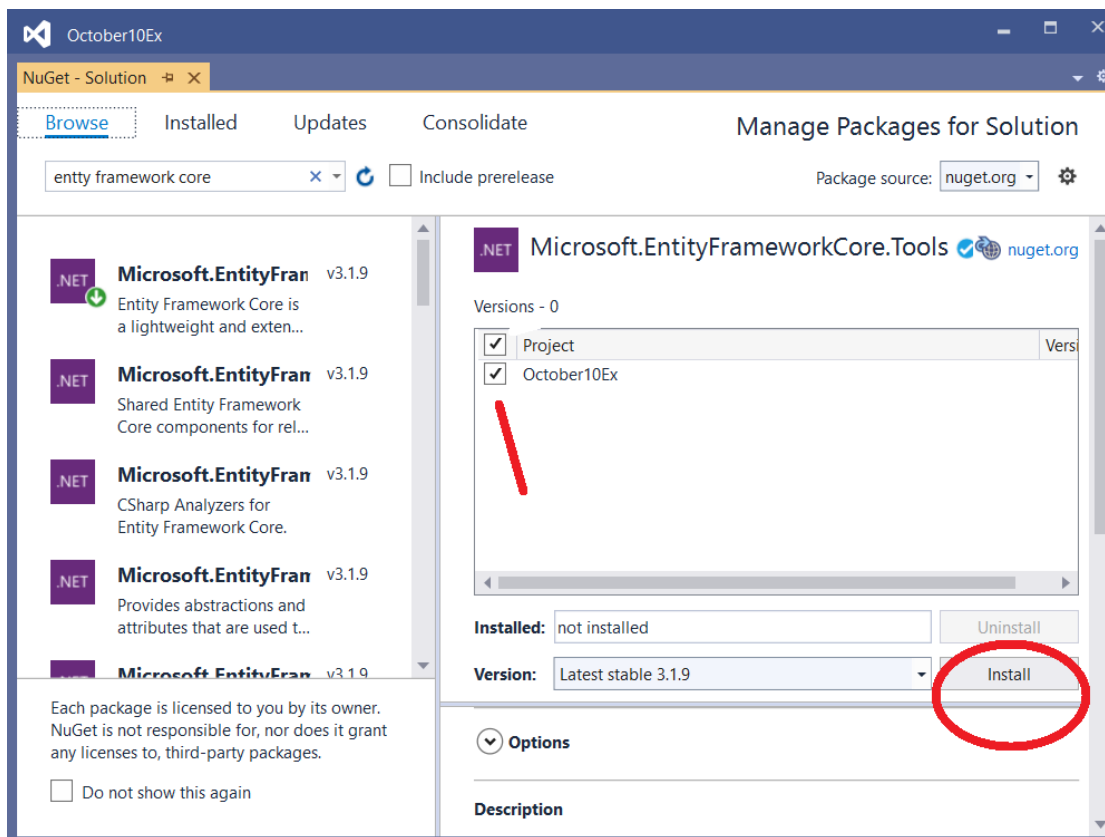 October10Ex
NuGet - Solution
Browse Installed Updates Consolidate
Manage Packages for Solution
entty framework core
Include prerelease
Package source: nuget.org
.NET
Microsoft.EntityFran v3.1.9
Entity Framework Core is
a lightweight and exten...
.NET
Microsoft.EntityFran v3.1.9
Shared Entity Framework
Core components for rel...
.NET
Microsoft.EntityFran v3.1.9
CSharp Analyzers for
Entity Framework Core.
.NET
Microsoft.EntityFran v3.1.9
Provides abstractions and
attributes that are used t...
Microsoft.EntityFran v3.1.9
Each package is licensed to you by its owner.
NuGet is not responsible for, nor does it grant
any licenses to, third-party packages.
Do not show this again
.NET
Microsoft.EntityFrameworkCore.Tools
nuget.org
Versions - 0
Project Versi
October10Ex
Installed: not installed Uninstall
Version: Latest stable 3.1.9 Install
Options
Description